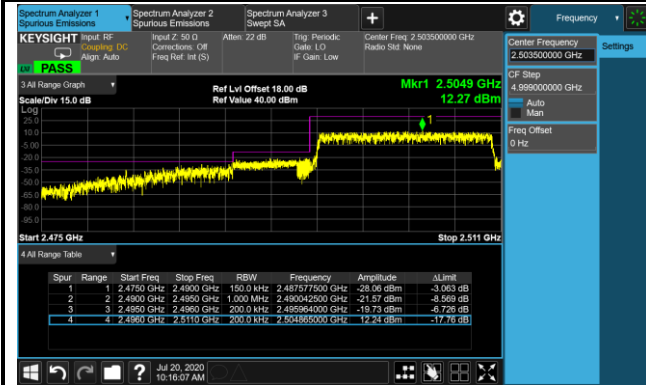 Spectrum Analyzer 1
Spurious Emissions
Spectrum Analyzer 2
Spurious Emissions
Spectrum Analyzer 3
Swept SA
Frequency
KEYSIGHT
Input: RF
Coupling: DC
Align: Auto
Input Z: 50 Ω
Corrections: Off
Freq Ref: Int (S)
Atten: 22 dB
Trig: Periodic
Gate: LO
IF Gain: Low
Center Freq: 2.503500000 GHz
Radio Std: None
PASS
Center Frequency
2.503500000 GHz
Settings
CF Step
4.999000000 GHz
Auto
Man
Freq Offset
0 Hz
3 All Range Graph
Scale/Div 15.0 dB
Ref Lvl Offset 18.00 dB
Ref Value 40.00 dBm
Mkr1 2.5049 GHz
12.27 dBm
Log
25.0
10.0
-5.00
-20.0
-35.0
-50.0
-65.0
-80.0
-95.0
1
Start 2.475 GHz
Stop 2.511 GHz
4 All Range Table
Spur Range Start Freq Stop Freq RBW Frequency Amplitude ΔLimit
1 1 2.4750 GHz 2.4900 GHz 150.0 kHz 2.487577500 GHz -28.06 dBm -3.063 dB
2 2 2.4900 GHz 2.4950 GHz 1.000 MHz 2.490042500 GHz -21.57 dBm -8.569 dB
3 3 2.4950 GHz 2.4960 GHz 200.0 kHz 2.495964000 GHz -19.73 dBm -6.726 dB
4 4 2.4960 GHz 2.5110 GHz 200.0 kHz 2.504865000 GHz 12.24 dBm -17.76 dB
Jul 20, 2020
10:16:07 AM